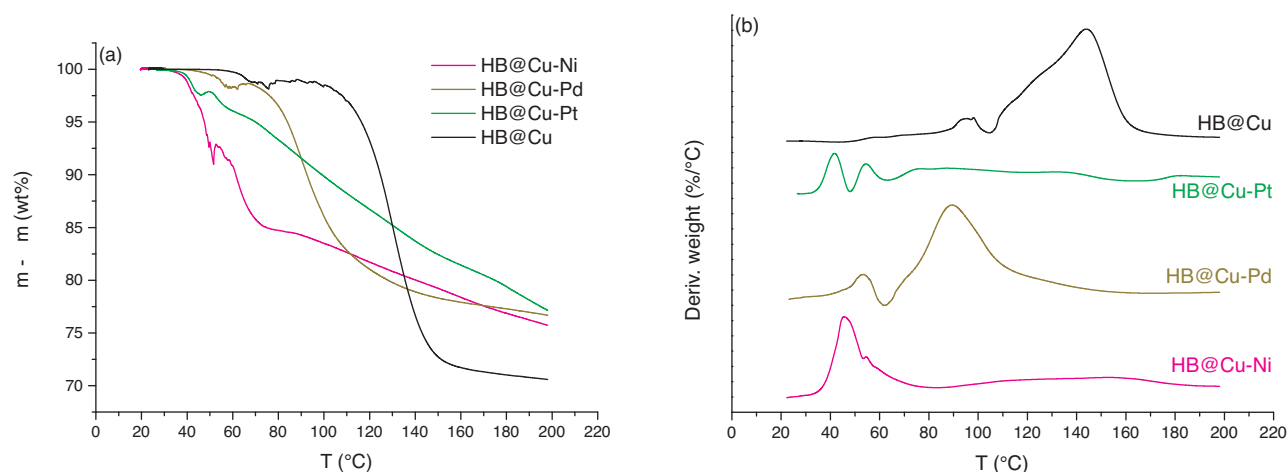 (a)
HB@Cu-Ni
HB@Cu-Pd
HB@Cu-Pt
HB@Cu
m - m (wt%)
100
95
90
85
80
75
70
0 20 40 60 80 100 120 140 160 180 200 220
T (°C)
(b)
HB@Cu
HB@Cu-Pt
HB@Cu-Pd
HB@Cu-Ni
Deriv. weight (%/°C)
0 20 40 60 80 100 120 140 160 180 200 220
T (°C)